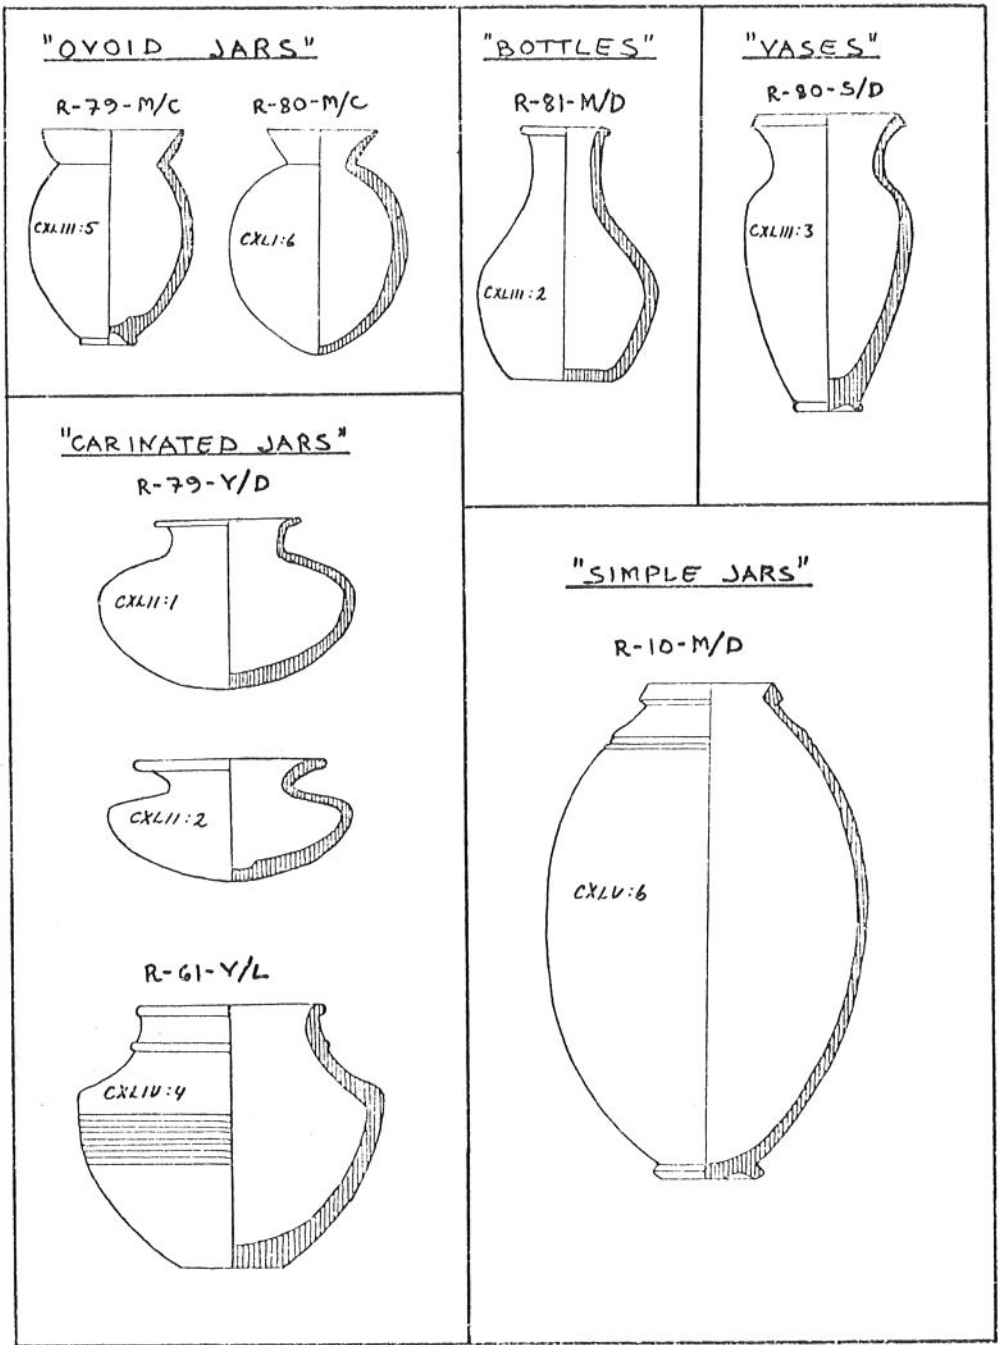 "OVOID JARS"
R-79-M/C
CXLIII:5
R-80-M/C
CXLI:6
"BOTTLES"
R-81-M/D
CXLIII:2
"VASES"
R-80-S/D
CXLIII:3
"CARINATED JARS"
R-79-Y/D
CXLII:1
CXLII:2
R-61-Y/L
CXLIV:4
"SIMPLE JARS"
R-10-M/D
CXLV:6